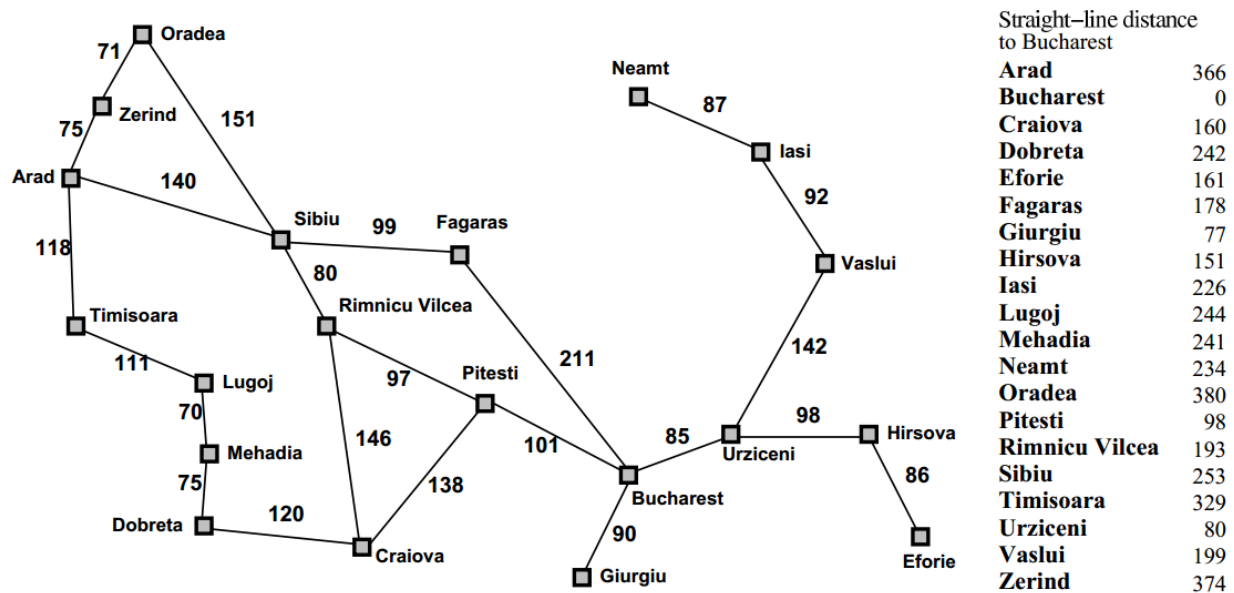 Oradea
71
Neamt
Zerind
87
75
151
Iasi
Arad
140
92
Sibiu
Fagaras
99
118
Vaslui
80
Rimnicu Vilcea
Timisoara
142
111
211
Pitesti
Lugoj
97
70
98
146
85
Hirsova
Mehadia
101
Urziceni
86
75
138
Bucharest
120
Dobreta
90
Craiova
Eforie
Giurgiu
Straight−line distance
to Bucharest
Arad 366
Bucharest 0
Craiova 160
Dobreta 242
Eforie 161
Fagaras 178
Giurgiu 77
Hirsova 151
Iasi 226
Lugoj 244
Mehadia 241
Neamt 234
Oradea 380
Pitesti 98
Rimnicu Vilcea 193
Sibiu 253
Timisoara 329
Urziceni 80
Vaslui 199
Zerind 374